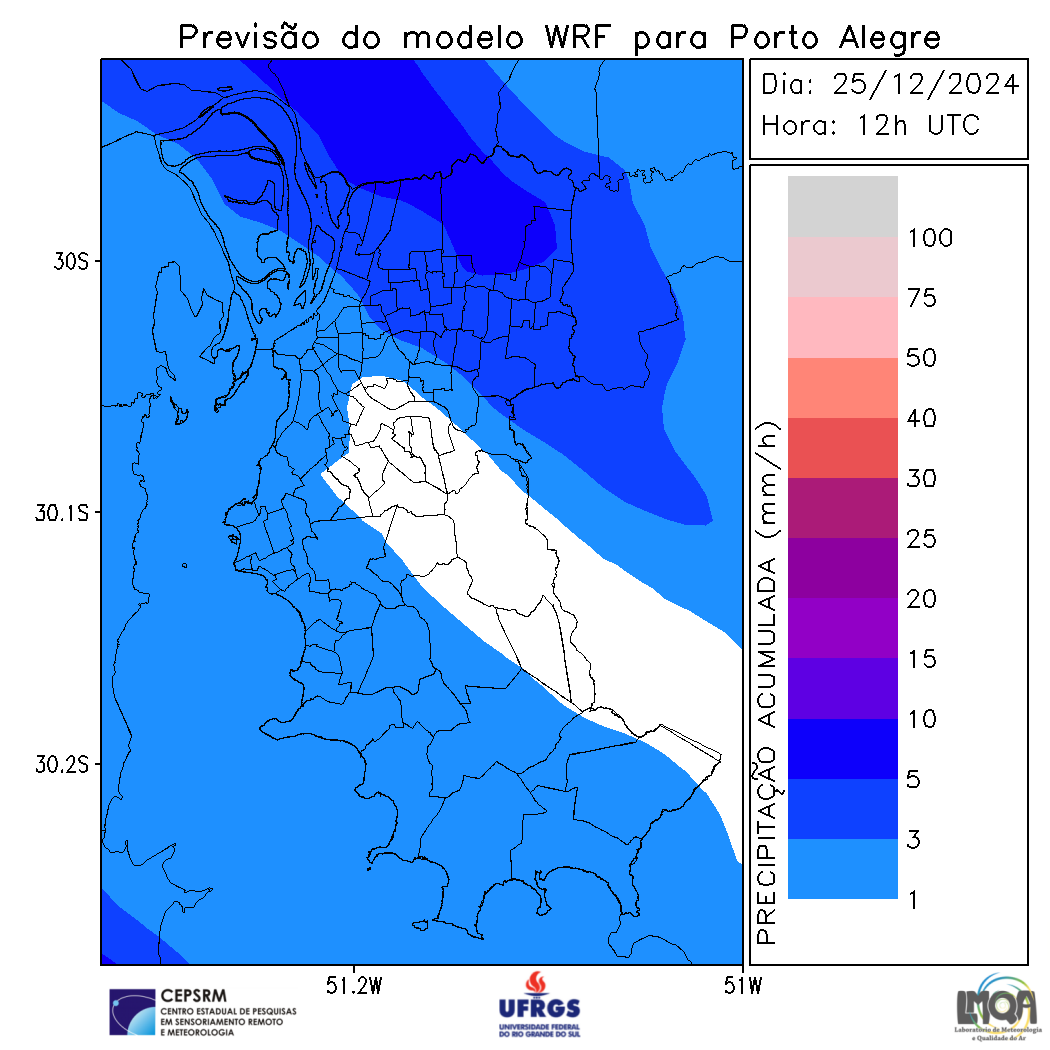 Previsão do modelo WRF para Porto Alegre
Dia: 25/12/2024
Hora: 12h UTC
30S
30.1S
30.2S
51.2W
51W
PRECIPITAÇÃO ACUMULADA (mm/h)
100
75
50
40
30
25
20
15
10
5
3
1
CEPSRM
CENTRO ESTADUAL DE PESQUISAS
EM SENSORIAMENTO REMOTO
E METEOROLOGIA
UFRGS
UNIVERSIDADE FEDERAL
DO RIO GRANDE DO SUL
LMQA
Laboratório de Meteorologia
e Qualidade do Ar